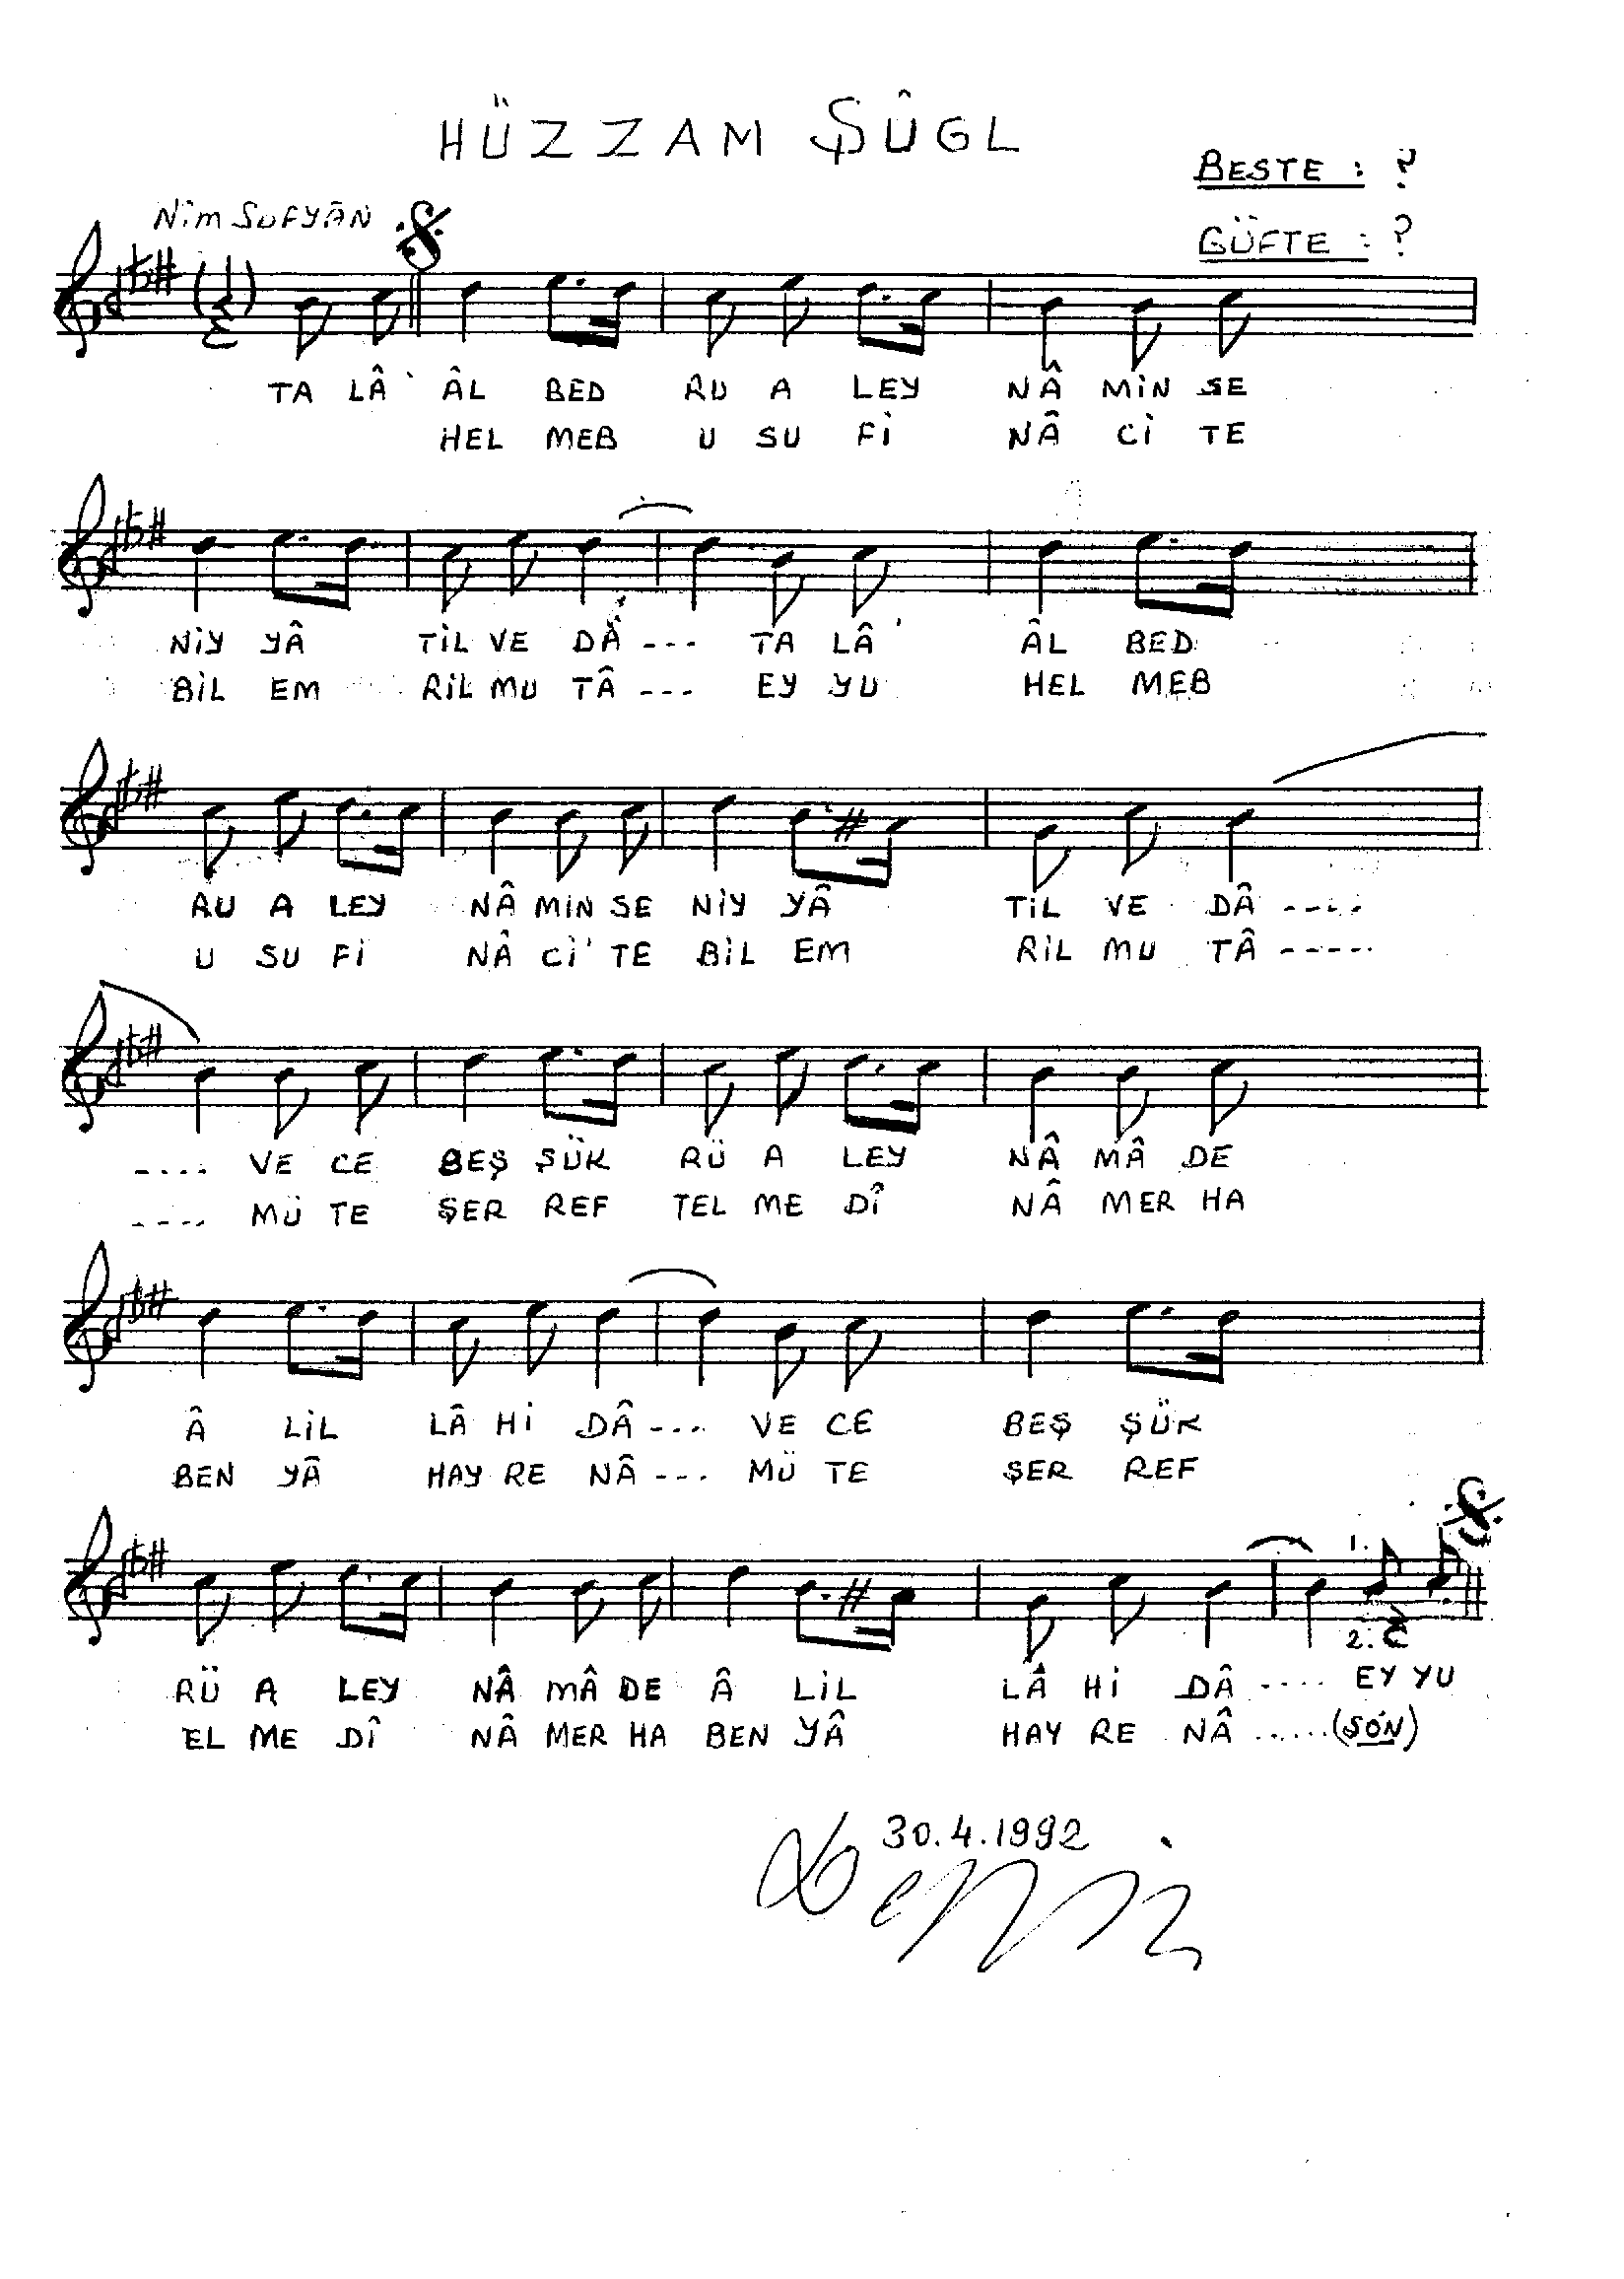 HÜZZAM ŞÛGL
BESTE : ?
Nim SOFYÂN
GÜFTE : ?
TA LÂ' ÂL BED RU A LEY NÂ MİN SE
HEL MEB U SU Fİ NÂ Cİ TE
NİY YÂ TİL VE DÂ --- TA LÂ' ÂL BED
BİL EM RİL MU TÂ --- EY YU HEL MEB
RU A LEY NÂ MİN SE NİY YÂ TİL VE DÂ ----
U SU Fİ NÂ Cİ' TE BİL EM RİL MU TÂ -----
---- VE CE BEŞ ŞÜK RÜ A LEY NÂ MÂ DE
---- MÜ TE ŞER REF TEL ME DÎ NÂ MER HA
Â LİL LÂ Hİ DÂ --- VE CE BEŞ ŞÜK
BEN YÂ HAY RE NÂ --- MÜ TE ŞER REF
1.
2.
RÜ A LEY NÂ MÂ DE Â LİL LÂ Hİ DÂ .... EY YU
EL ME DÎ NÂ MER HA BEN YÂ HAY RE NÂ ..... (SON)
30.4.1992